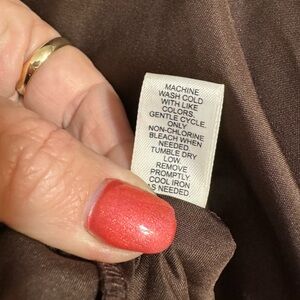 MACHINE
WASH COLD
WITH LIKE
COLORS.
GENTLE CYCLE.
ONLY
NON-CHLORINE
BLEACH WHEN
NEEDED.
TUMBLE DRY
LOW.
REMOVE
PROMPTLY.
COOL IRON
AS NEEDED